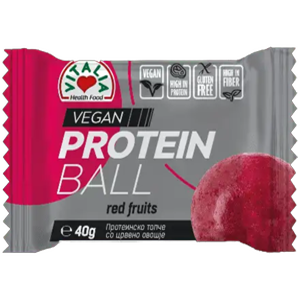 VITALIA
Health Food
VEGAN
HIGH IN PROTEIN
GLUTEN FREE
HIGH IN FIBER
VEGAN
PROTEIN
BALL
red fruits
℮ 40g
Протеинско топче
со црвено овошје